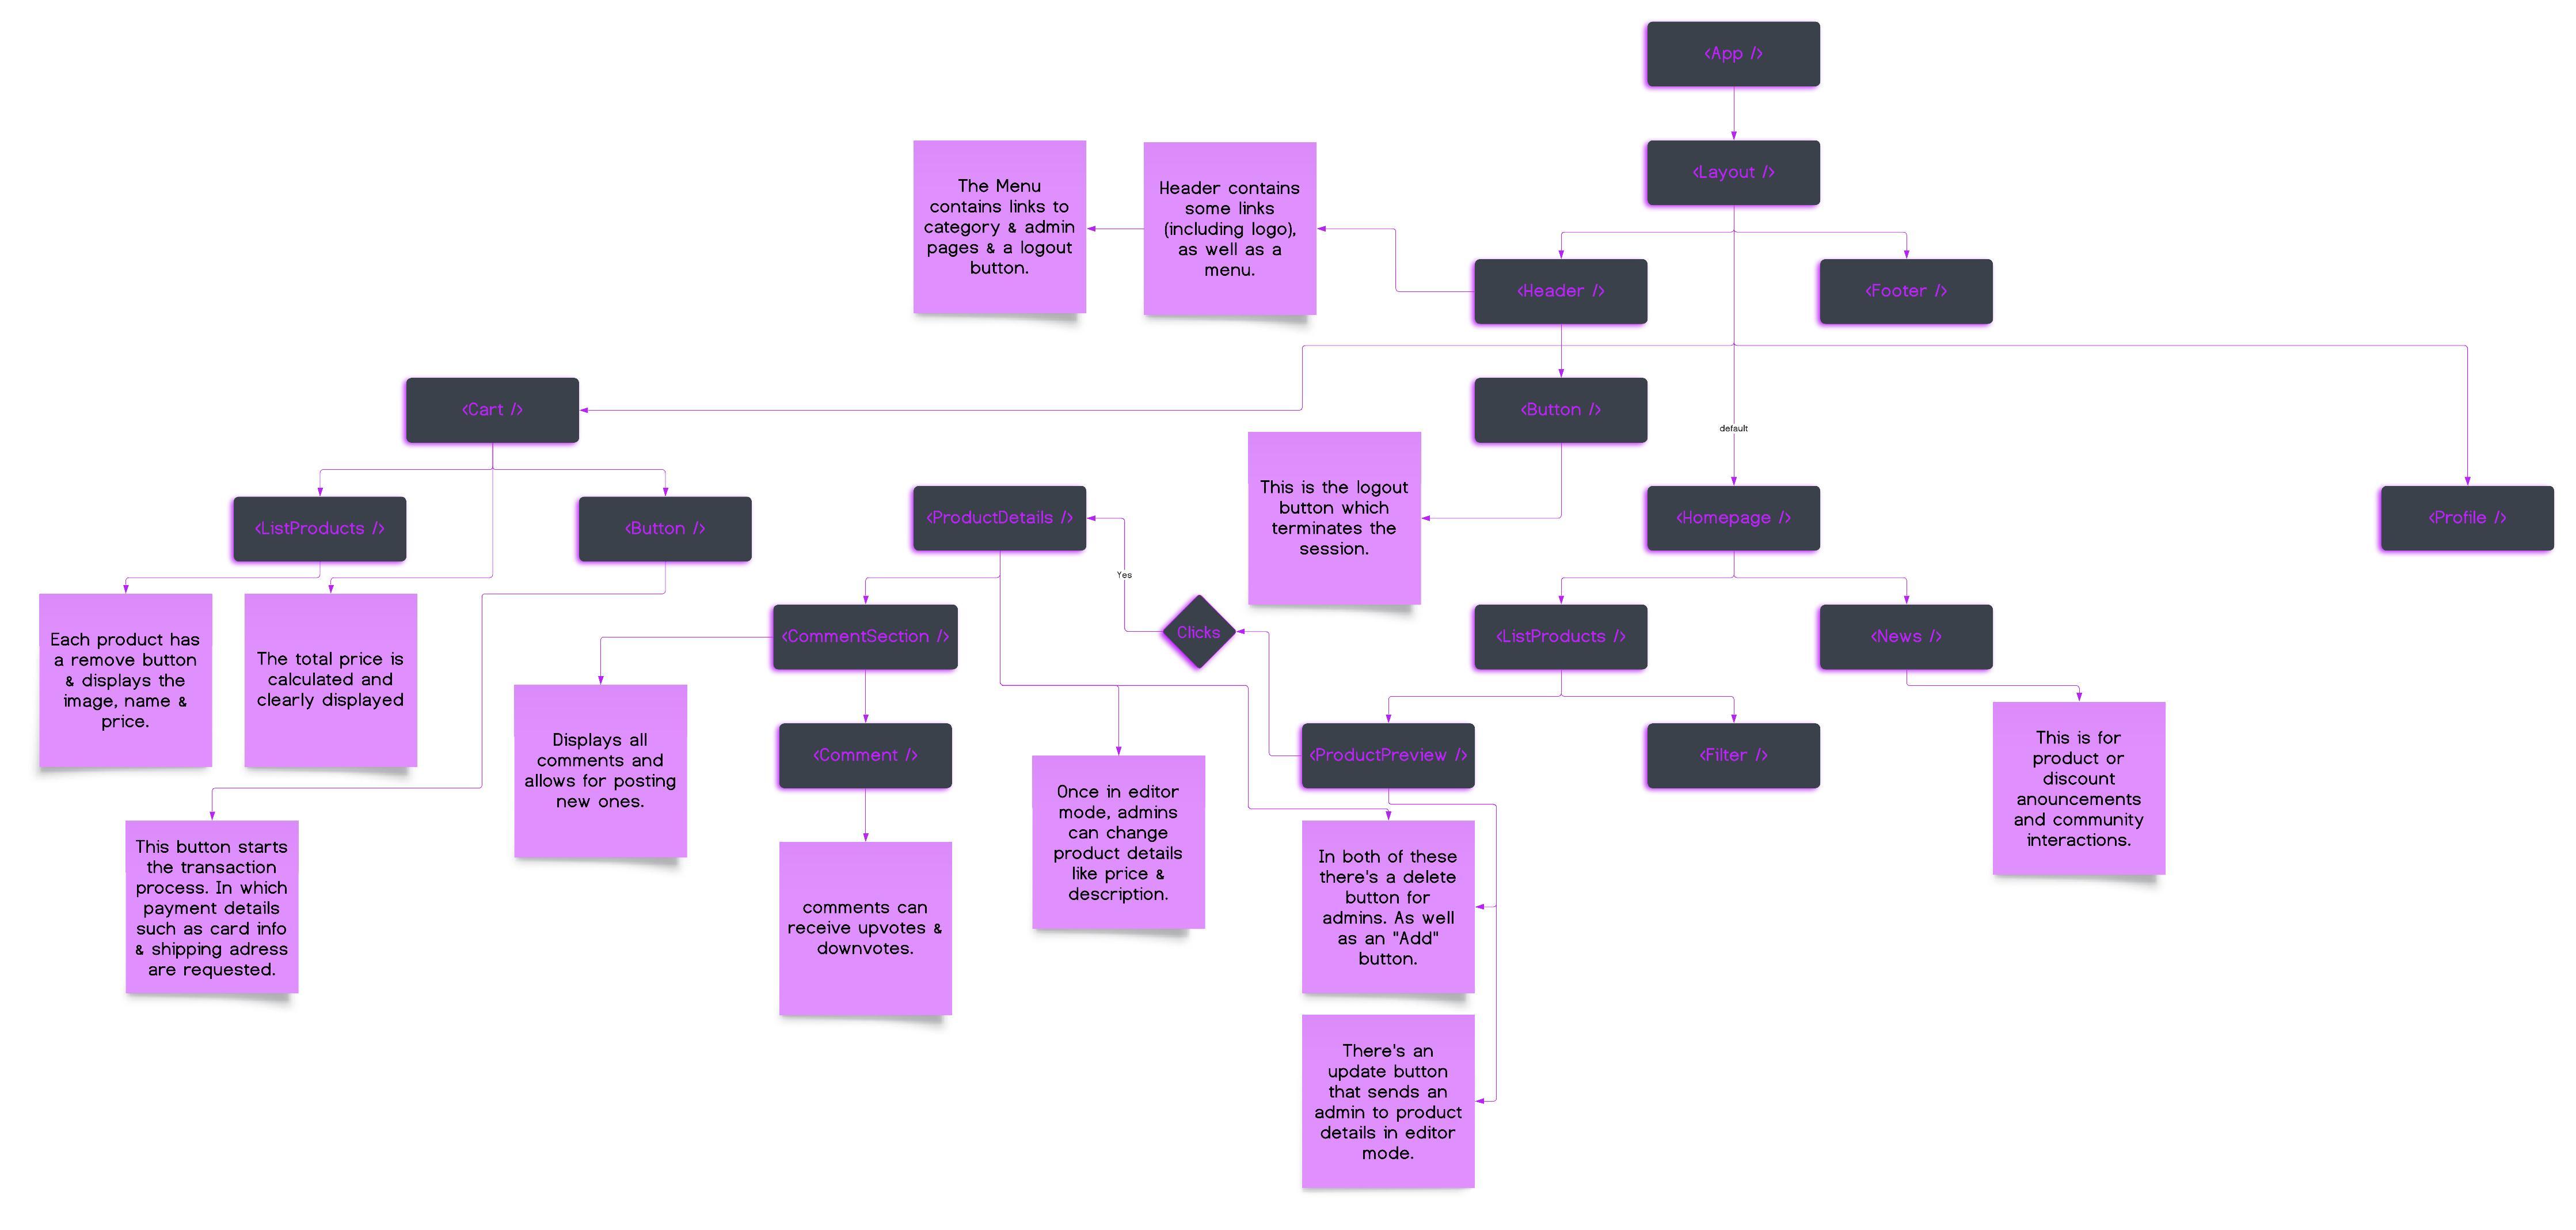 <App />
<Layout />
The Menu
contains links to
category & admin
pages & a logout
button.
Header contains
some links
(including logo),
as well as a
menu.
<Header />
<Footer />
<Cart />
<Button />
default
This is the logout
button which
terminates the
session.
<ListProducts />
<Button />
<ProductDetails />
<Homepage />
<Profile />
Yes
Each product has
a remove button
& displays the
image, name &
price.
The total price is
calculated and
clearly displayed
<CommentSection />
Clicks
<ListProducts />
<News />
Displays all
comments and
allows for posting
new ones.
<Comment />
<ProductPreview />
<Filter />
This is for
product or
discount
anouncements
and community
interactions.
Once in editor
mode, admins
can change
product details
like price &
description.
This button starts
the transaction
process. In which
payment details
such as card info
& shipping adress
are requested.
comments can
receive upvotes &
downvotes.
In both of these
there's a delete
button for
admins. As well
as an "Add"
button.
There's an
update button
that sends an
admin to product
details in editor
mode.